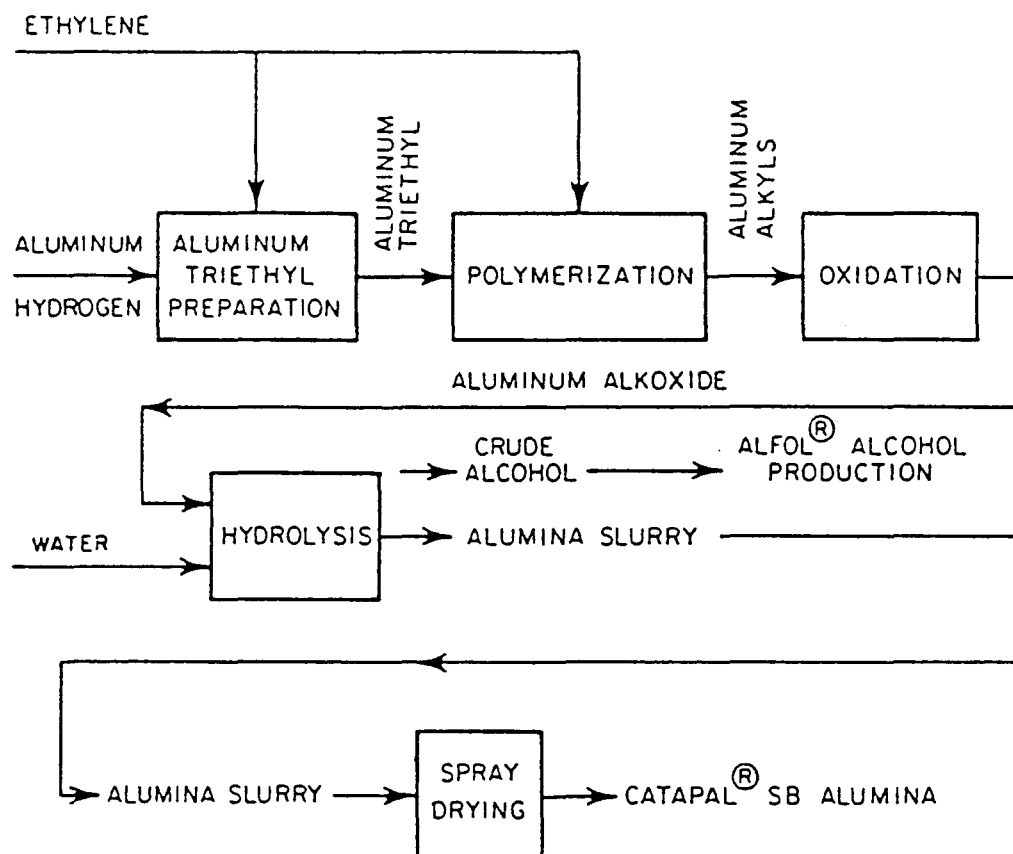 ETHYLENE
ALUMINUM
HYDROGEN
ALUMINUM
TRIETHYL
PREPARATION
ALUMINUM
TRIETHYL
POLYMERIZATION
ALUMINUM
ALKYLS
OXIDATION
ALUMINUM ALKOXIDE
CRUDE
ALCOHOL
ALFOL® ALCOHOL
PRODUCTION
WATER
HYDROLYSIS
ALUMINA SLURRY
ALUMINA SLURRY
SPRAY
DRYING
CATAPAL® SB ALUMINA